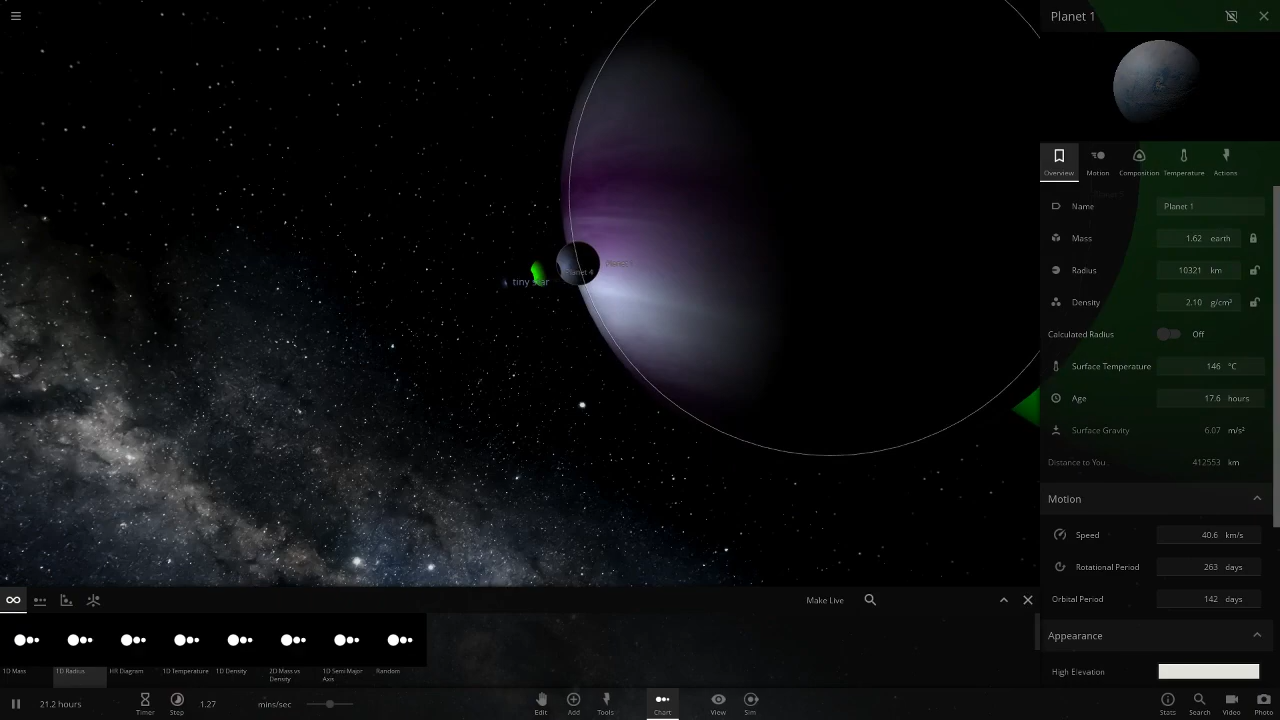 Planet 1
Overview Motion Composition Temperature Actions
Name Planet 1
Mass 1.62 earth
Radius 10321 km
Density 2.10 g/cm³
Calculated Radius Off
Surface Temperature 146 °C
Age 17.6 hours
Surface Gravity 6.07 m/s²
Distance to You 412553 km
Motion
Speed 40.6 km/s
Rotational Period 263 days
Orbital Period 142 days
Appearance
High Elevation
Planet 4
tiny star
Make Live
1D Mass 1D Radius HR Diagram 1D Temperature 1D Density 2D Mass vs 1D Semi-Major Random
Density Axis
21.2 hours Timer Step 1.27 mins/sec Edit Add Tools Chart View Sim Stats Search Video Photo